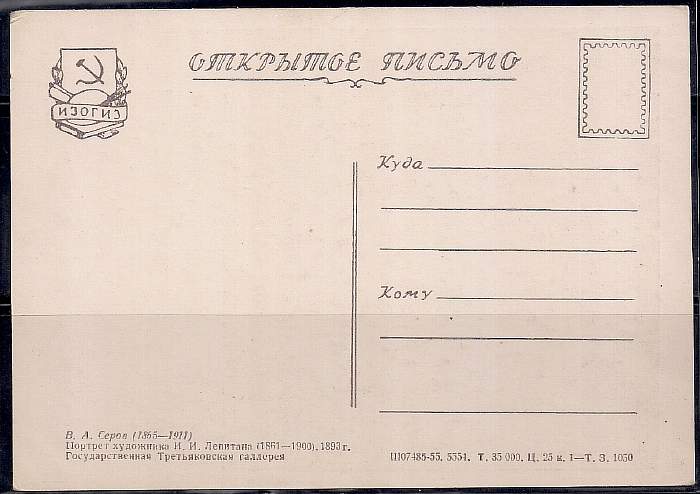 ОТКРЫТОЕ ПИСЬМО
ИЗОГИЗ
Куда
Кому
В. А. Серов (1865—1911)
Портрет художника И. И. Левитана (1861—1900). 1893 г.
Государственная Третьяковская галлерея
Ш07485-55. 5554. Т. 35 000. Ц. 25 к. 1—Т. З. 1050